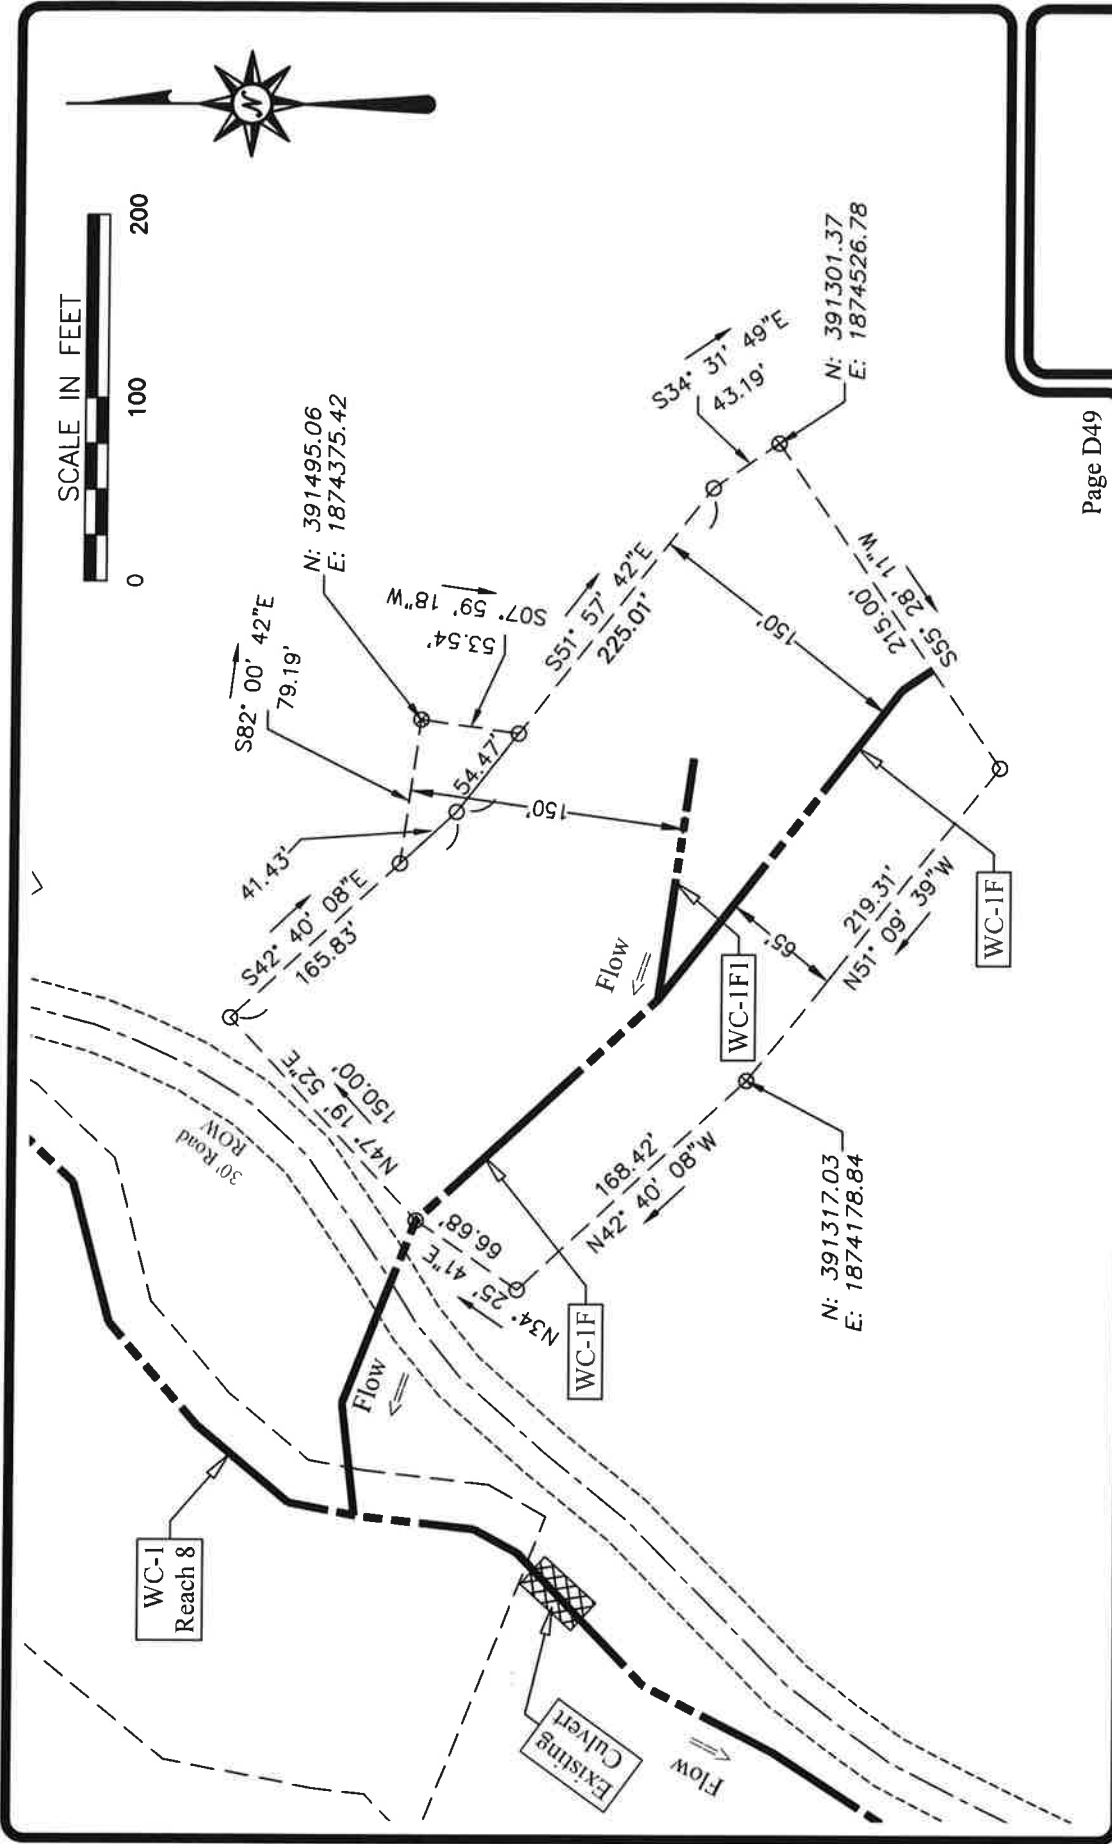 N
SCALE IN FEET
0
100
200
N: 391495.06
E: 1874375.42
S82° 00' 42"E
79.19'
53.54'
S07° 59' 18"W
41.43'
54.47'
S42° 40' 08"E
165.83'
S51° 57' 42"E
225.01'
S34° 31' 49"E
43.19'
N: 391301.37
E: 1874526.78
S55° 28' 11"W
215.00'
150'
150'
65'
219.31'
N51° 09' 39"W
WC-1F
WC-1F1
Flow
N47° 19' 52"E
150.00'
30' Road
ROW
168.42'
N42° 40' 08"W
N: 391317.03
E: 1874178.84
66.68'
N34° 25' 41"E
WC-1F
Flow
WC-1
Reach 8
Existing
Culvert
Flow
Page D49